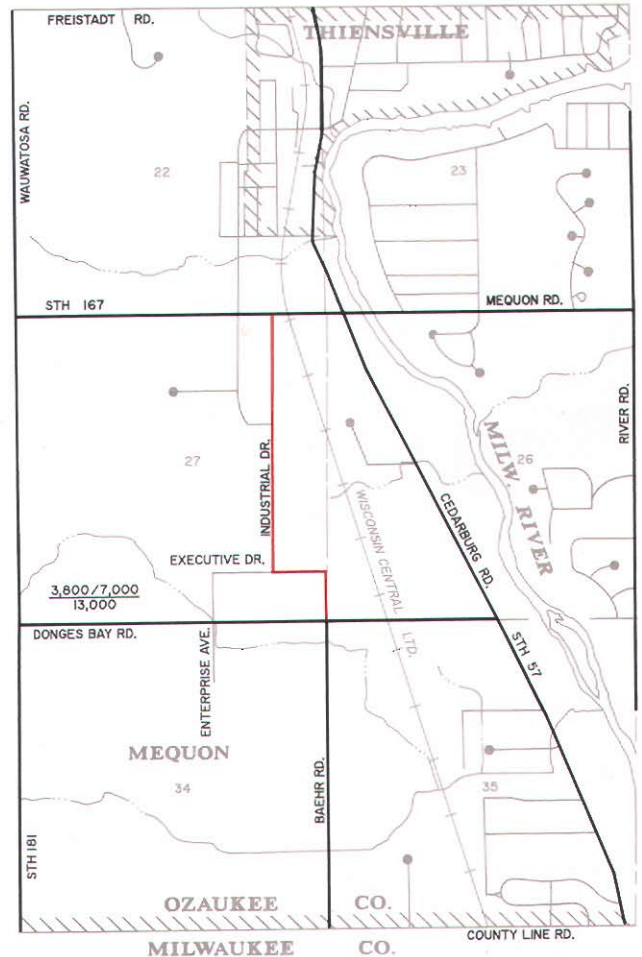 FREISTADT RD.
THIENSVILLE
WAUWATOSA RD.
22
23
STH 167
MEQUON RD.
RIVER RD.
27
INDUSTRIAL DR.
MILW. RIVER
26
WISCONSIN CENTRAL LTD.
CEDARBURG RD.
EXECUTIVE DR.
3,800/7,000
13,000
DONGES BAY RD.
ENTERPRISE AVE.
STH 57
MEQUON
34
BAEHR RD.
35
STH 181
OZAUKEE CO.
MILWAUKEE CO.
COUNTY LINE RD.